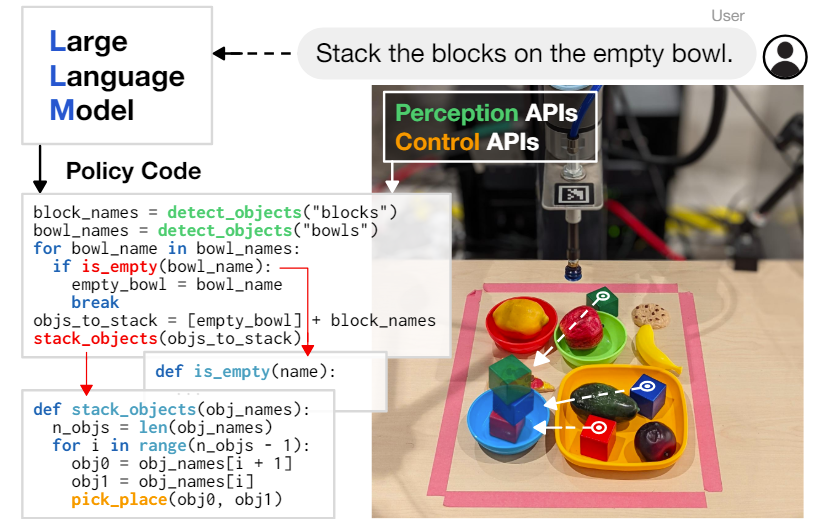 User
Large
Language
Model
Stack the blocks on the empty bowl.
Perception APIs
Control APIs
Policy Code
block_names = detect_objects("blocks")
bowl_names = detect_objects("bowls")
for bowl_name in bowl_names:
  if is_empty(bowl_name):
    empty_bowl = bowl_name
    break
objs_to_stack = [empty_bowl] + block_names
stack_objects(objs_to_stack)
def is_empty(name):
def stack_objects(obj_names):
  n_objs = len(obj_names)
  for i in range(n_objs - 1):
    obj0 = obj_names[i + 1]
    obj1 = obj_names[i]
    pick_place(obj0, obj1)